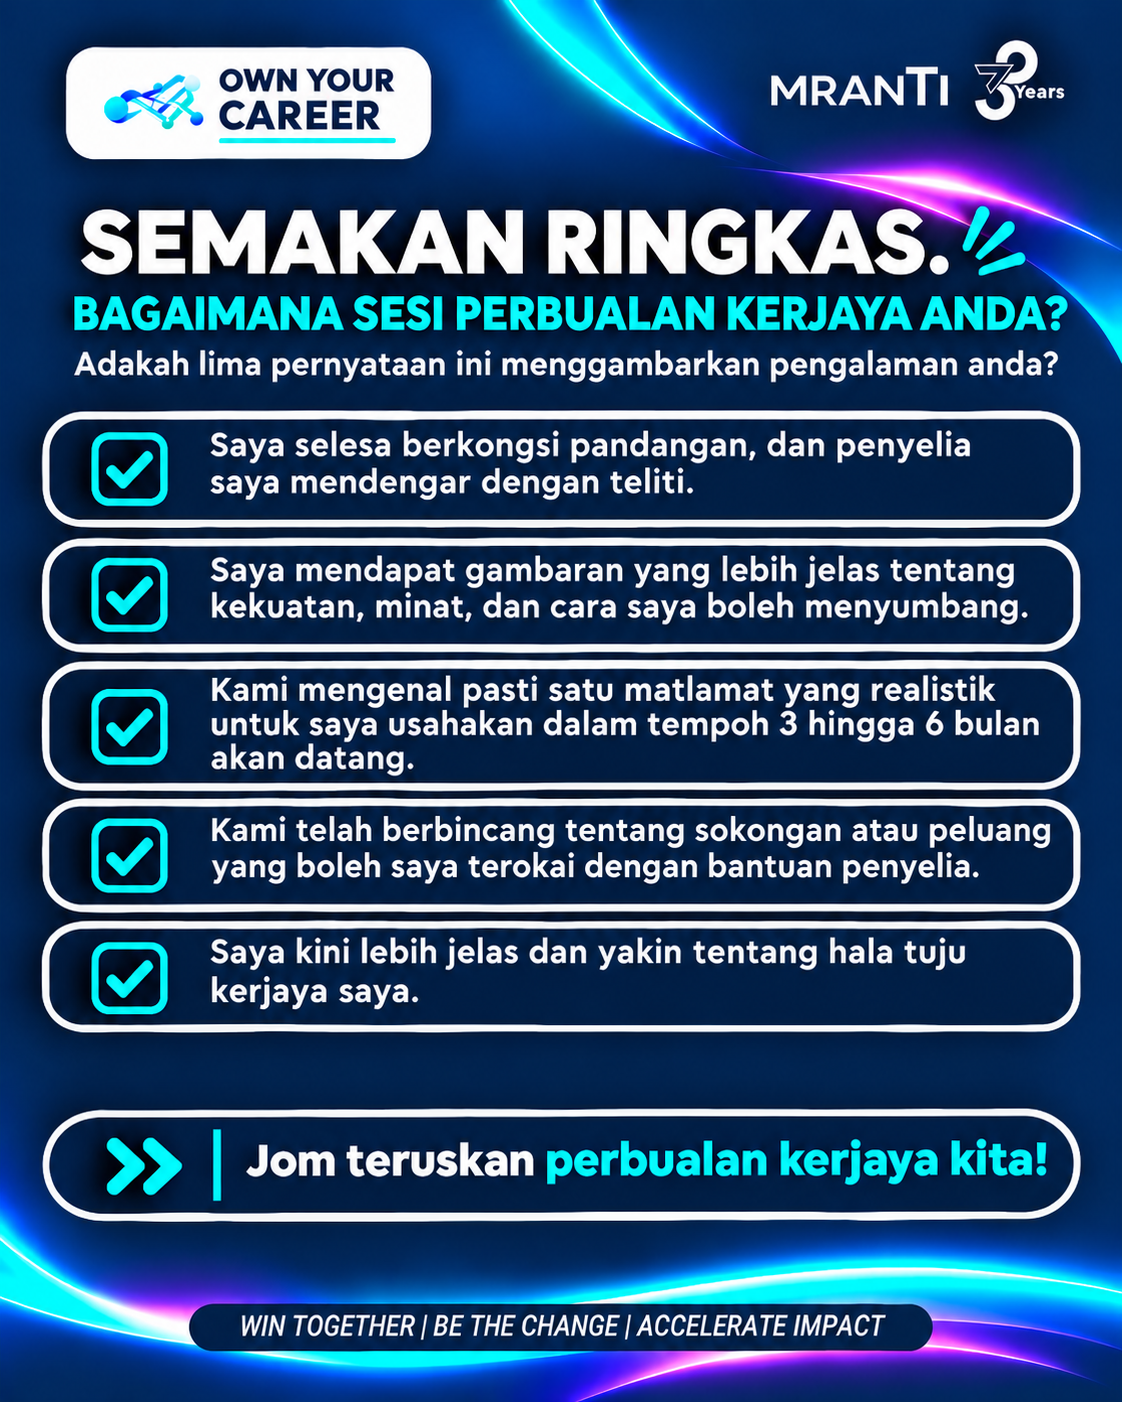 OWN YOUR
CAREER
MRANTI
3 Years
SEMAKAN RINGKAS.
BAGAIMANA SESI PERBUALAN KERJAYA ANDA?
Adakah lima pernyataan ini menggambarkan pengalaman anda?
Saya selesa berkongsi pandangan, dan penyelia
saya mendengar dengan teliti.
Saya mendapat gambaran yang lebih jelas tentang
kekuatan, minat, dan cara saya boleh menyumbang.
Kami mengenal pasti satu matlamat yang realistik
untuk saya usahakan dalam tempoh 3 hingga 6 bulan
akan datang.
Kami telah berbincang tentang sokongan atau peluang
yang boleh saya terokai dengan bantuan penyelia.
Saya kini lebih jelas dan yakin tentang hala tuju
kerjaya saya.
Jom teruskan perbualan kerjaya kita!
WIN TOGETHER | BE THE CHANGE | ACCELERATE IMPACT